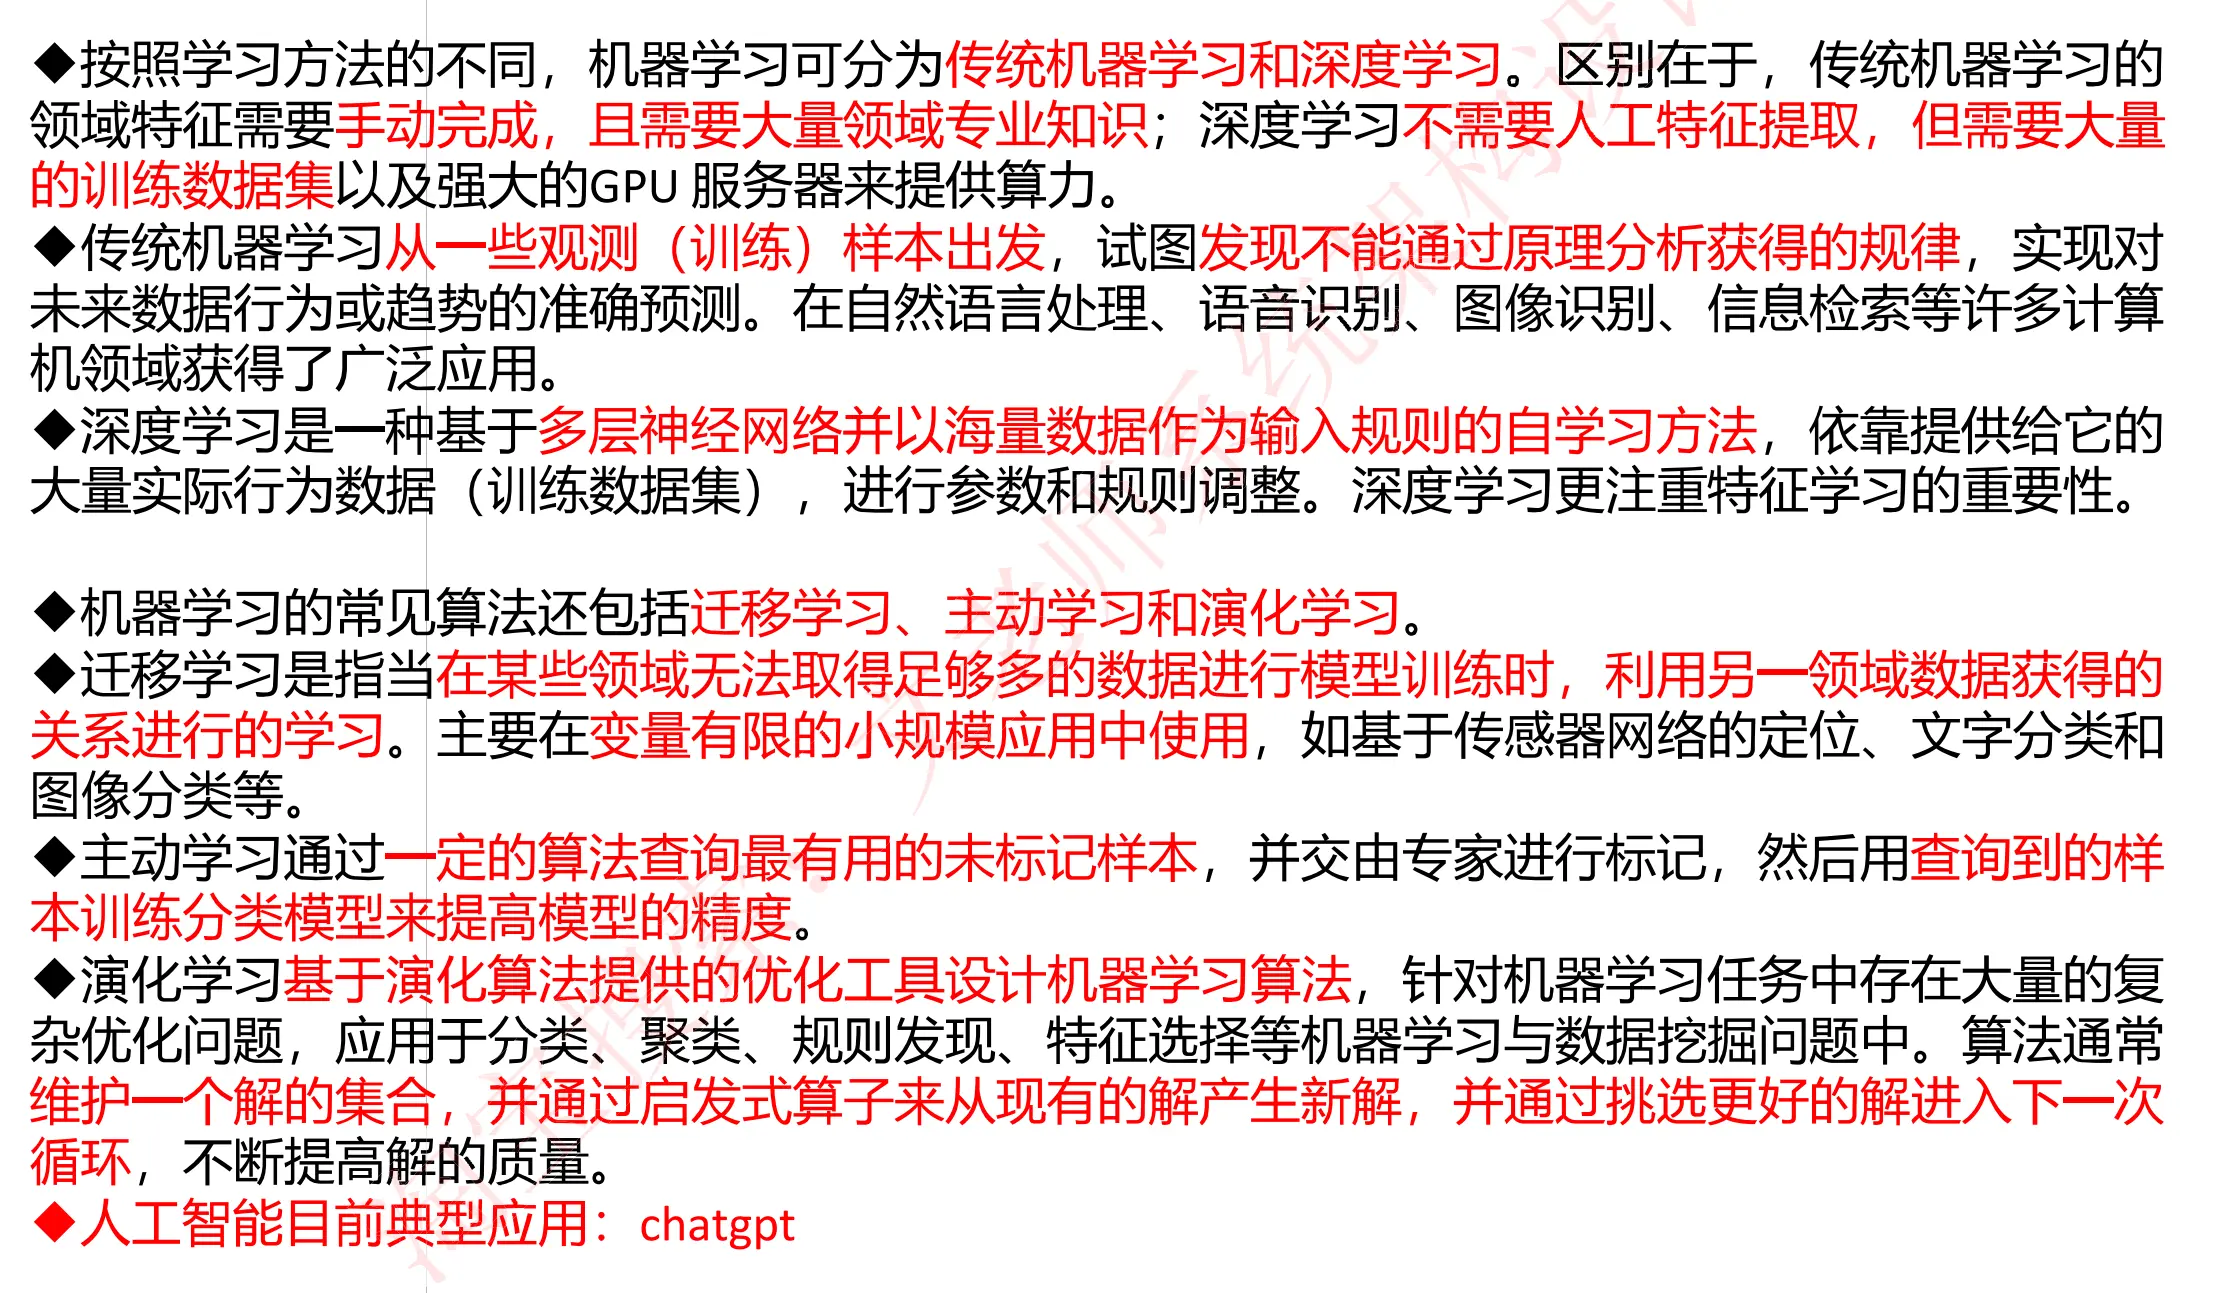 ◆按照学习方法的不同，机器学习可分为传统机器学习和深度学习。区别在于，传统机器学习的
领域特征需要手动完成，且需要大量领域专业知识；深度学习不需要人工特征提取，但需要大量
的训练数据集以及强大的GPU 服务器来提供算力。
◆传统机器学习从一些观测（训练）样本出发，试图发现不能通过原理分析获得的规律，实现对
未来数据行为或趋势的准确预测。在自然语言处理、语音识别、图像识别、信息检索等许多计算
机领域获得了广泛应用。
◆深度学习是一种基于多层神经网络并以海量数据作为输入规则的自学习方法，依靠提供给它的
大量实际行为数据（训练数据集），进行参数和规则调整。深度学习更注重特征学习的重要性。
◆机器学习的常见算法还包括迁移学习、主动学习和演化学习。
◆迁移学习是指当在某些领域无法取得足够多的数据进行模型训练时，利用另一领域数据获得的
关系进行的学习。主要在变量有限的小规模应用中使用，如基于传感器网络的定位、文字分类和
图像分类等。
◆主动学习通过一定的算法查询最有用的未标记样本，并交由专家进行标记，然后用查询到的样
本训练分类模型来提高模型的精度。
◆演化学习基于演化算法提供的优化工具设计机器学习算法，针对机器学习任务中存在大量的复
杂优化问题，应用于分类、聚类、规则发现、特征选择等机器学习与数据挖掘问题中。算法通常
维护一个解的集合，并通过启发式算子来从现有的解产生新解，并通过挑选更好的解进入下一次
循环，不断提高解的质量。
◆人工智能目前典型应用：chatgpt